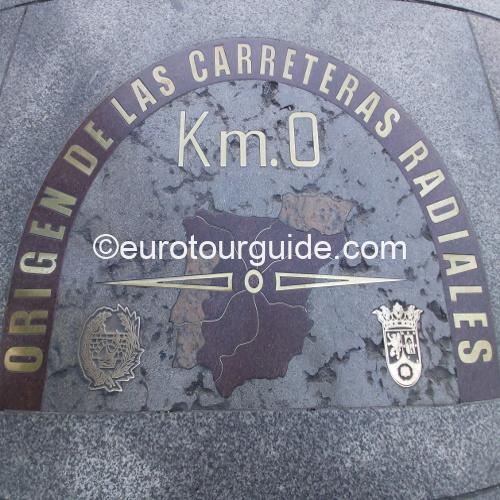 ORIGEN DE LAS CARRETERAS RADIALES
Km.0
©eurotourguide.com